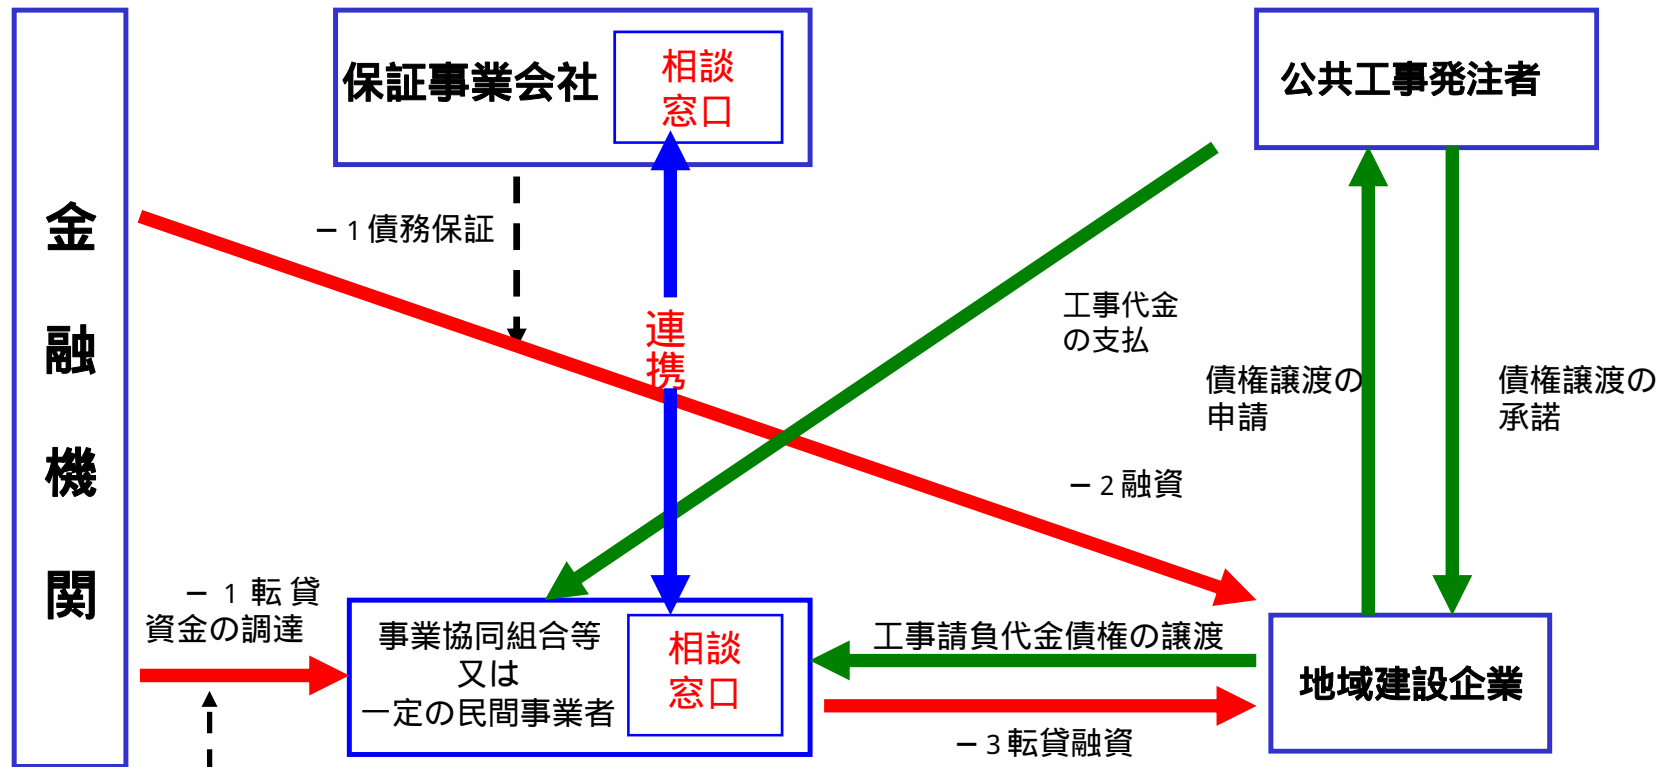 金
融
機
関
保証事業会社
相談
窓口
公共工事発注者
－1債務保証
連
携
工事代金
の支払
債権譲渡の
申請
債権譲渡の
承諾
－2融資
－1転貸
資金の調達
事業協同組合等
又は
一定の民間事業者
相談
窓口
工事請負代金債権の譲渡
－3転貸融資
地域建設企業